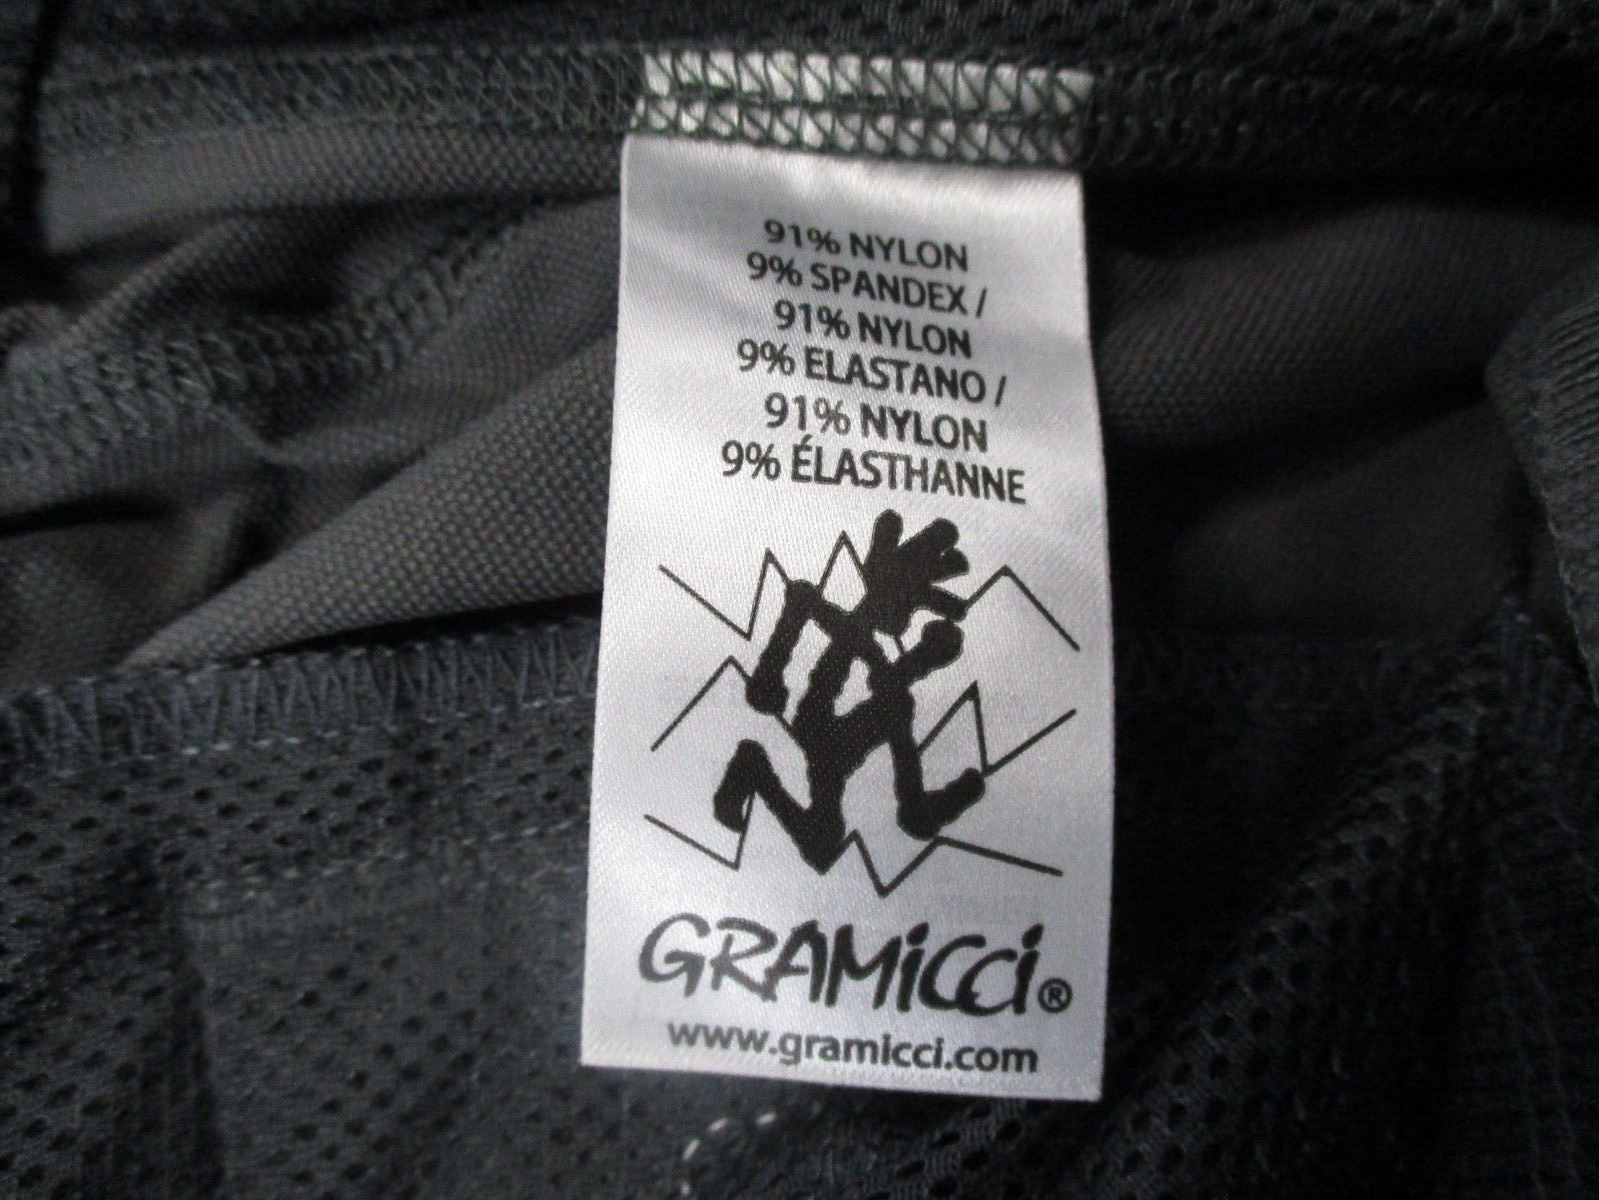 91% NYLON
9% SPANDEX /
91% NYLON
9% ELASTANO /
91% NYLON
9% ÉLASTHANNE
GRAMiCCi®
www.gramicci.com